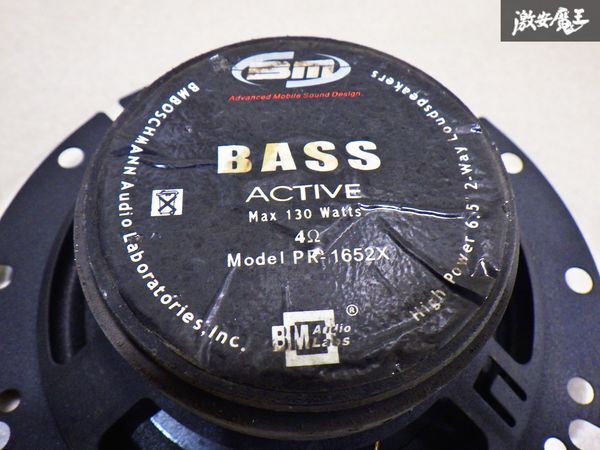 激安魔王
BM
Advanced Mobile Sound Design.
BASS
ACTIVE
Max 130 Watts
4Ω
Model PR-1652X
BMBOSCHMANN Audio Laboratories, Inc.
High Power 6.5" 2-Way Loudspeakers
BM Audio
Labs
®